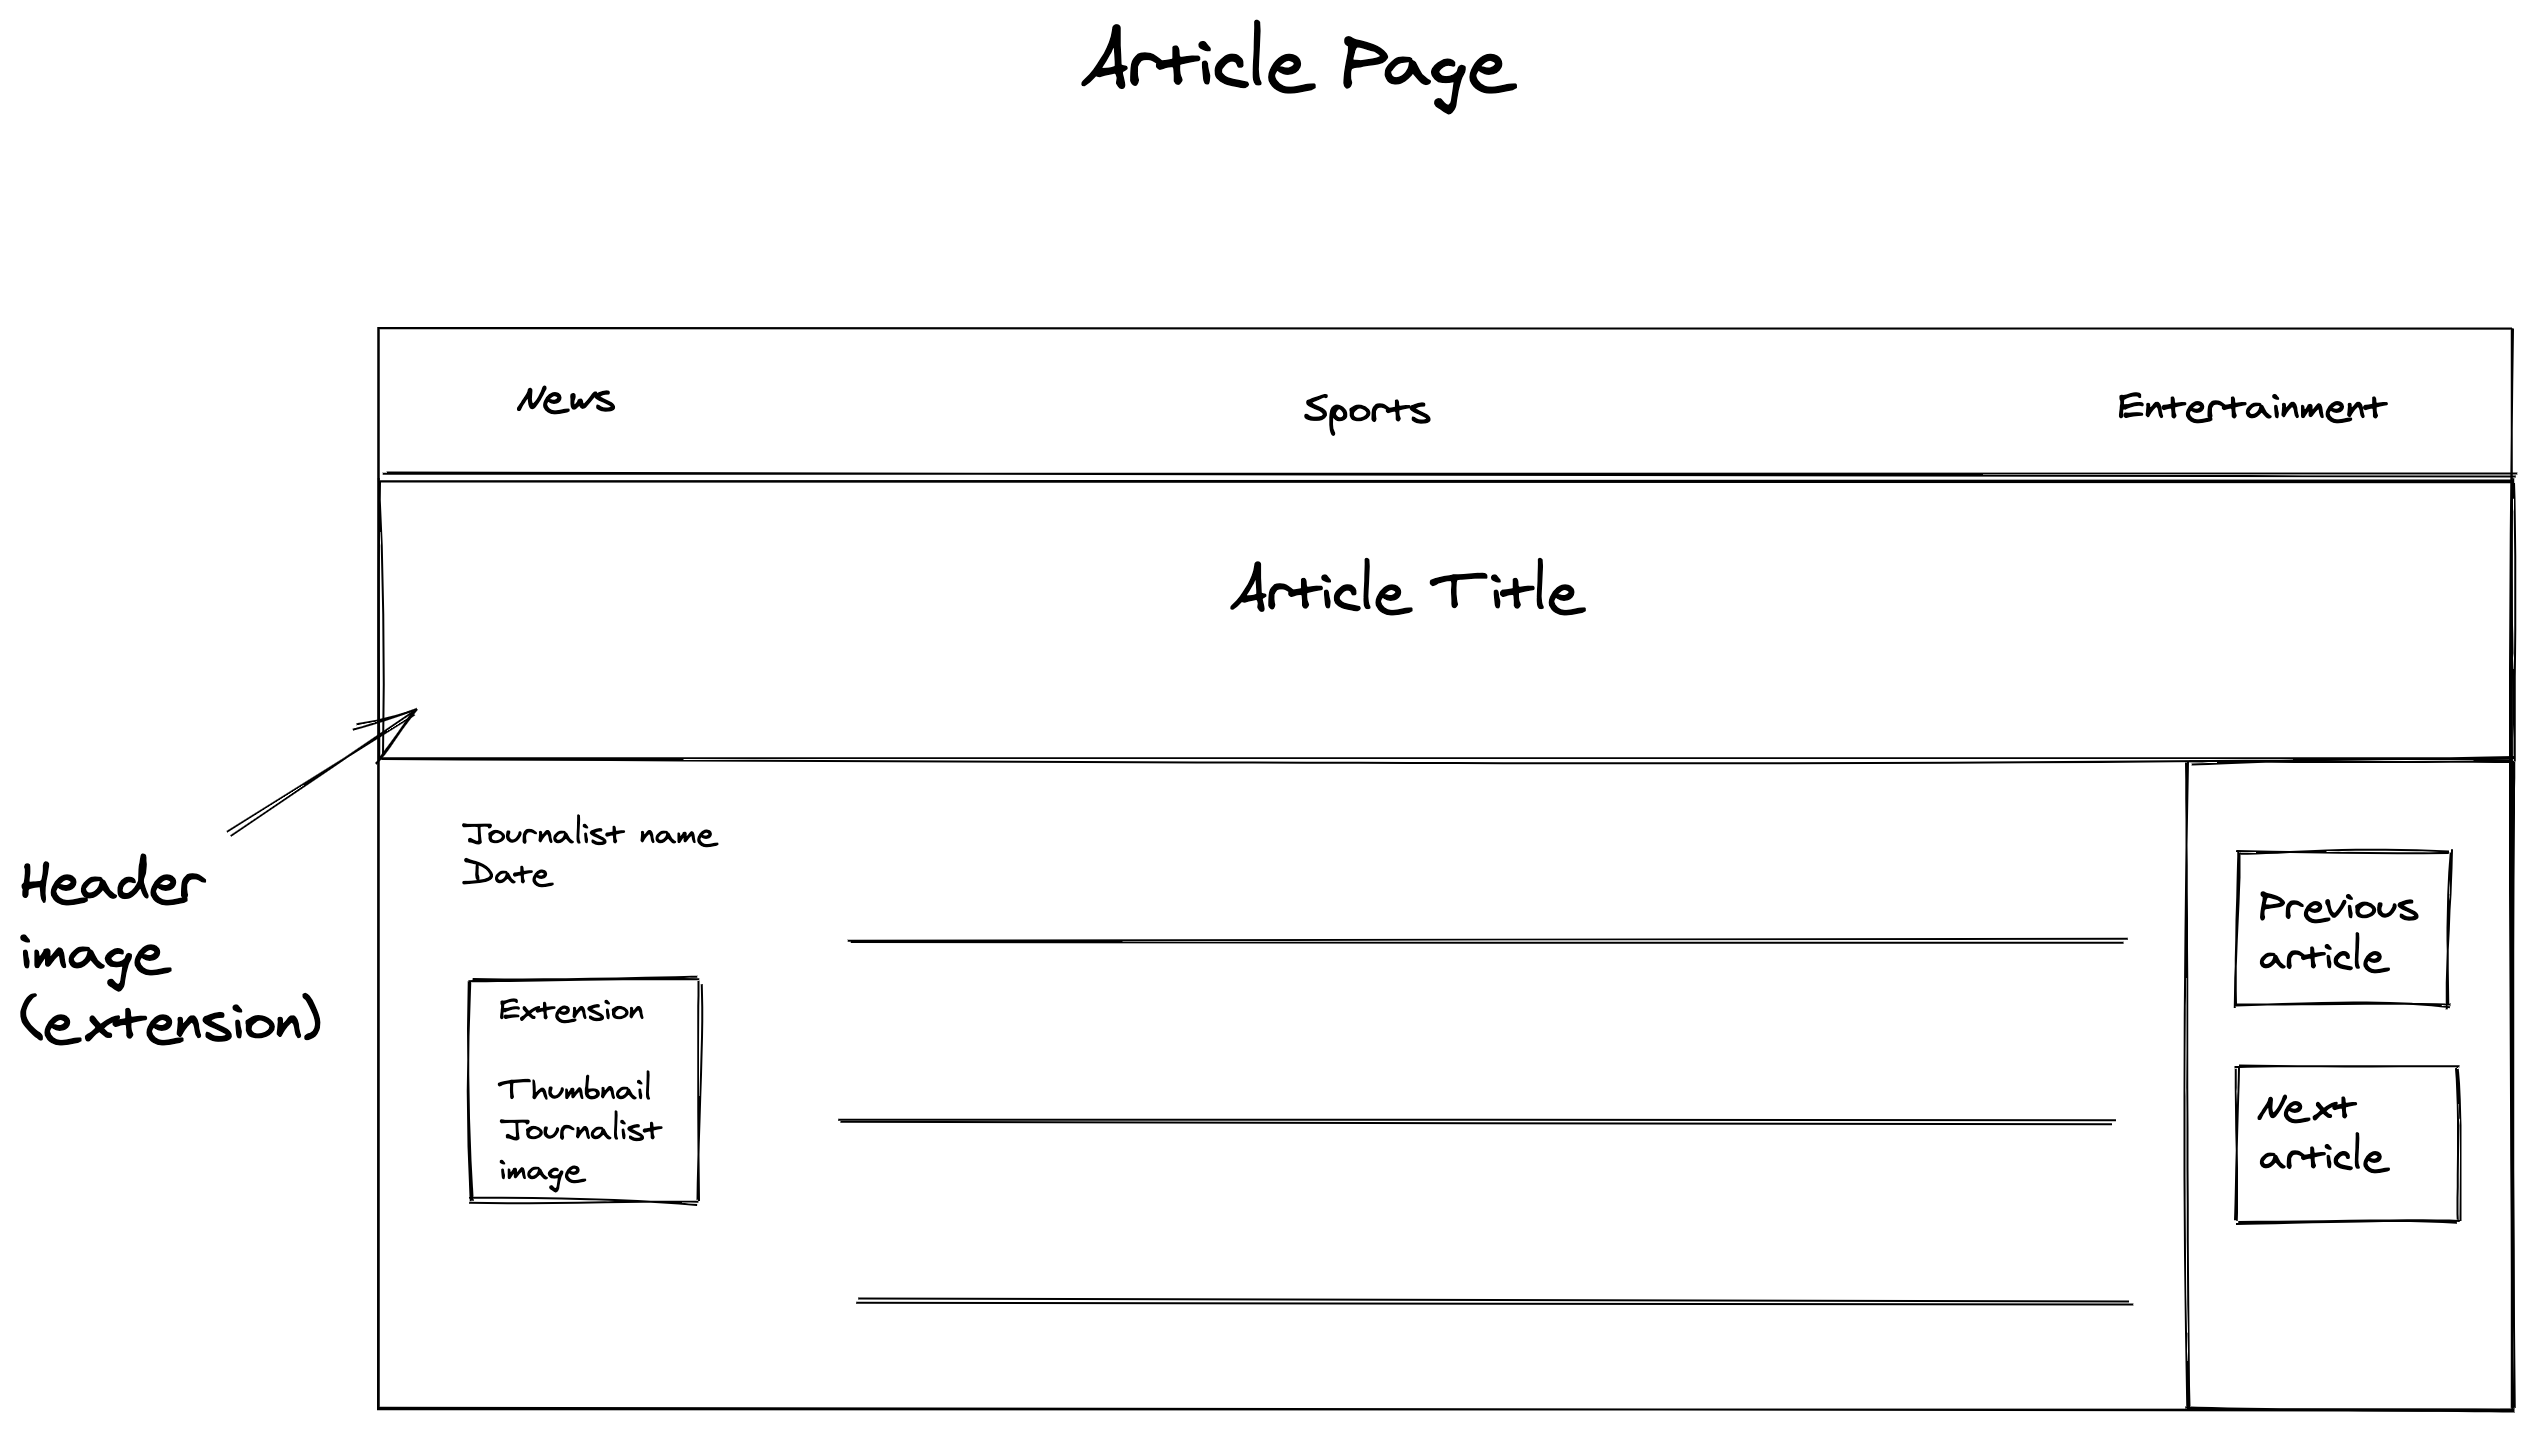 Article Page
News
Sports
Entertainment
Article Title
Header
image
(extension)
Journalist name
Date
Extension
Thumbnail
Journalist
image
Previous
article
Next
article